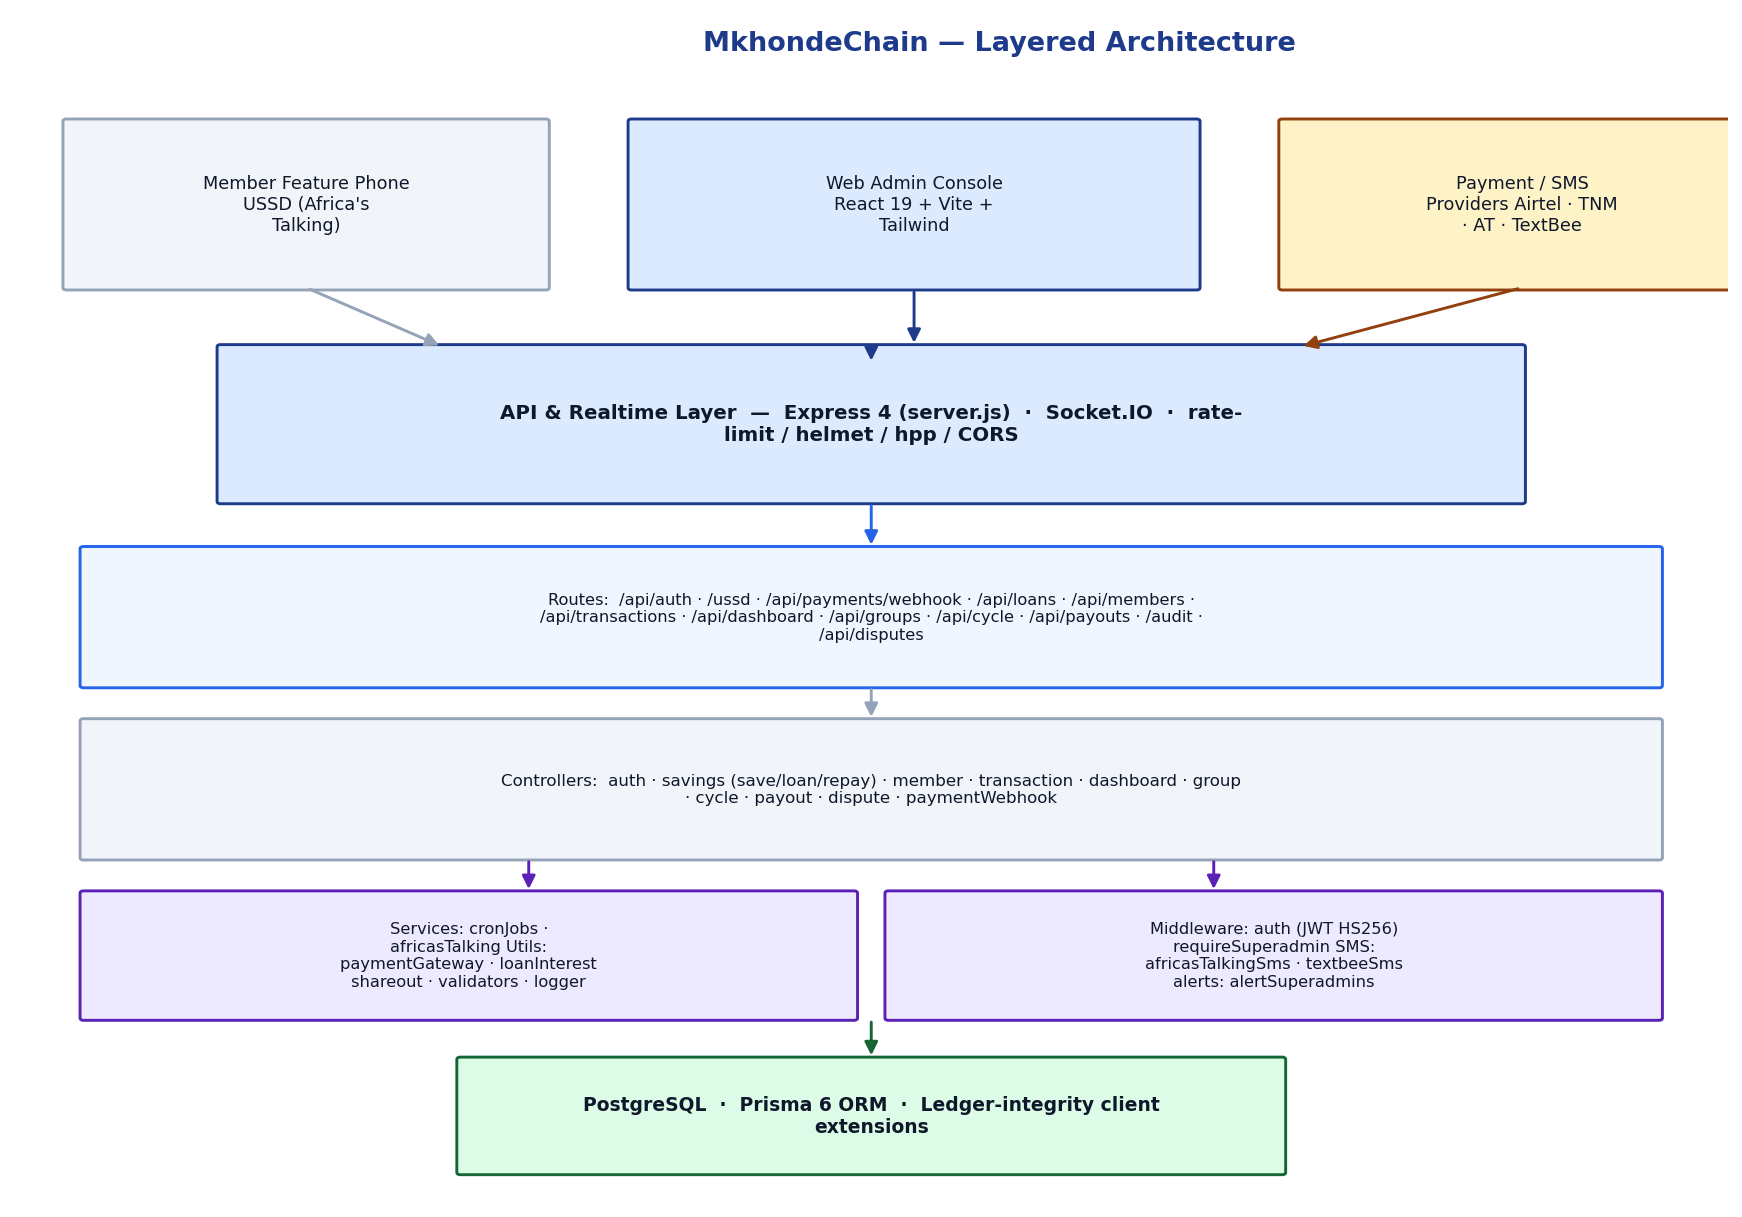 MkhondeChain — Layered Architecture
Member Feature Phone
USSD (Africa's
Talking)
Web Admin Console
React 19 + Vite +
Tailwind
Payment / SMS
Providers Airtel · TNM
· AT · TextBee
API & Realtime Layer — Express 4 (server.js) · Socket.IO · rate-
limit / helmet / hpp / CORS
Routes: /api/auth · /ussd · /api/payments/webhook · /api/loans · /api/members ·
/api/transactions · /api/dashboard · /api/groups · /api/cycle · /api/payouts · /audit ·
/api/disputes
Controllers: auth · savings (save/loan/repay) · member · transaction · dashboard · group
· cycle · payout · dispute · paymentWebhook
Services: cronJobs ·
africasTalking Utils:
paymentGateway · loanInterest
shareout · validators · logger
Middleware: auth (JWT HS256)
requireSuperadmin SMS:
africasTalkingSms · textbeeSms
alerts: alertSuperadmins
PostgreSQL · Prisma 6 ORM · Ledger-integrity client
extensions